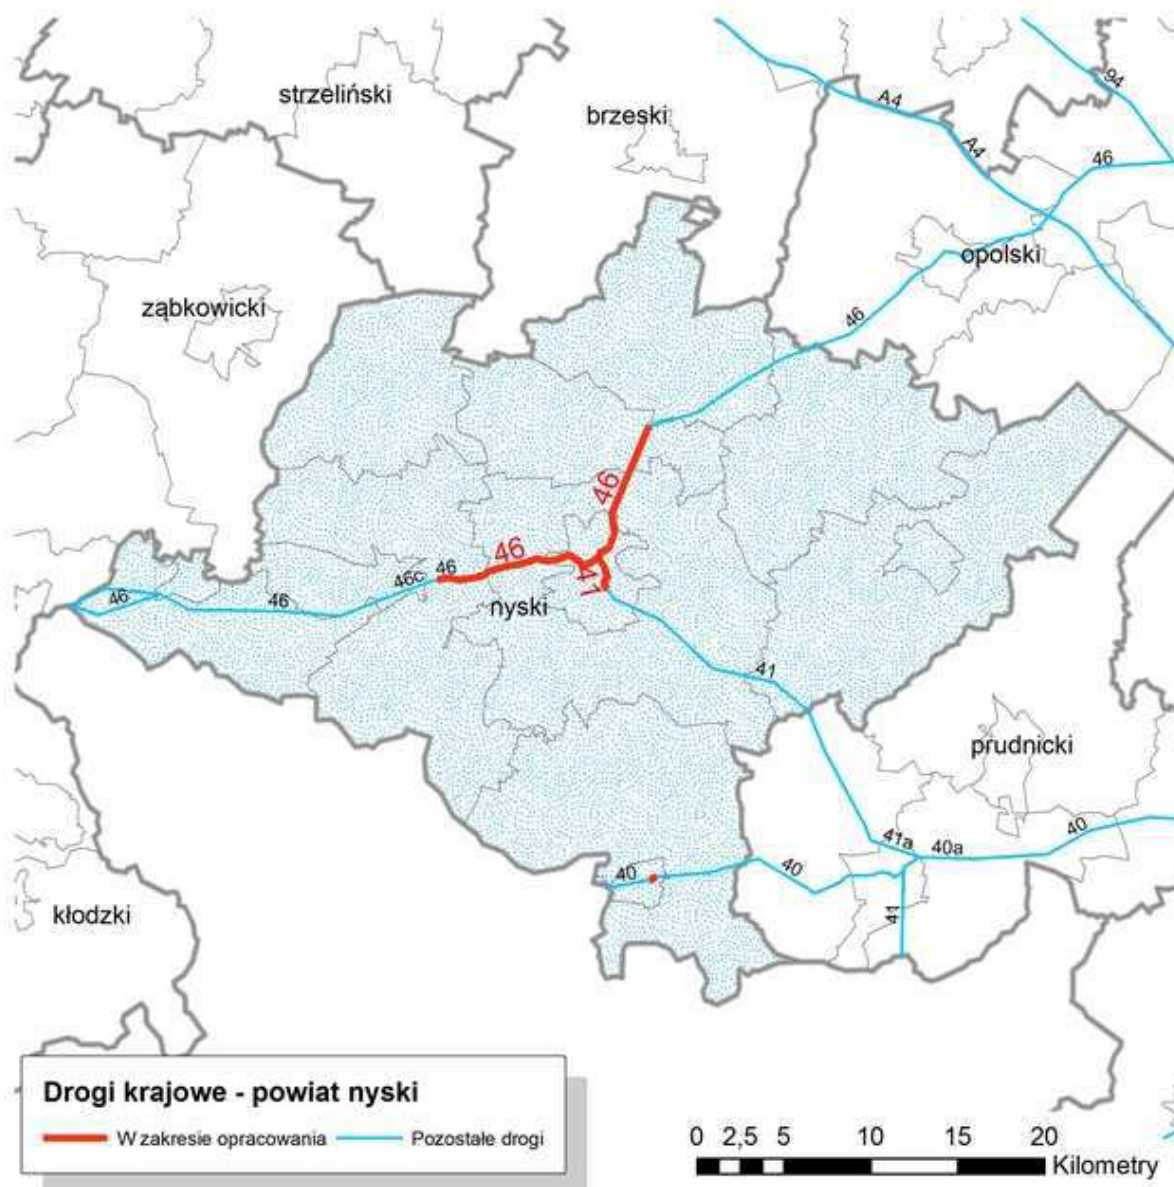 strzeliński
brzeski
94
A4
A4
46
opolski
ząbkowicki
46
46
46
46c
46
41
nyski
46
46
41
prudnicki
41a
40a
40
40
40
41
kłodzki
Drogi krajowe - powiat nyski
W zakresie opracowania Pozostałe drogi
0 2,5 5 10 15 20
Kilometry